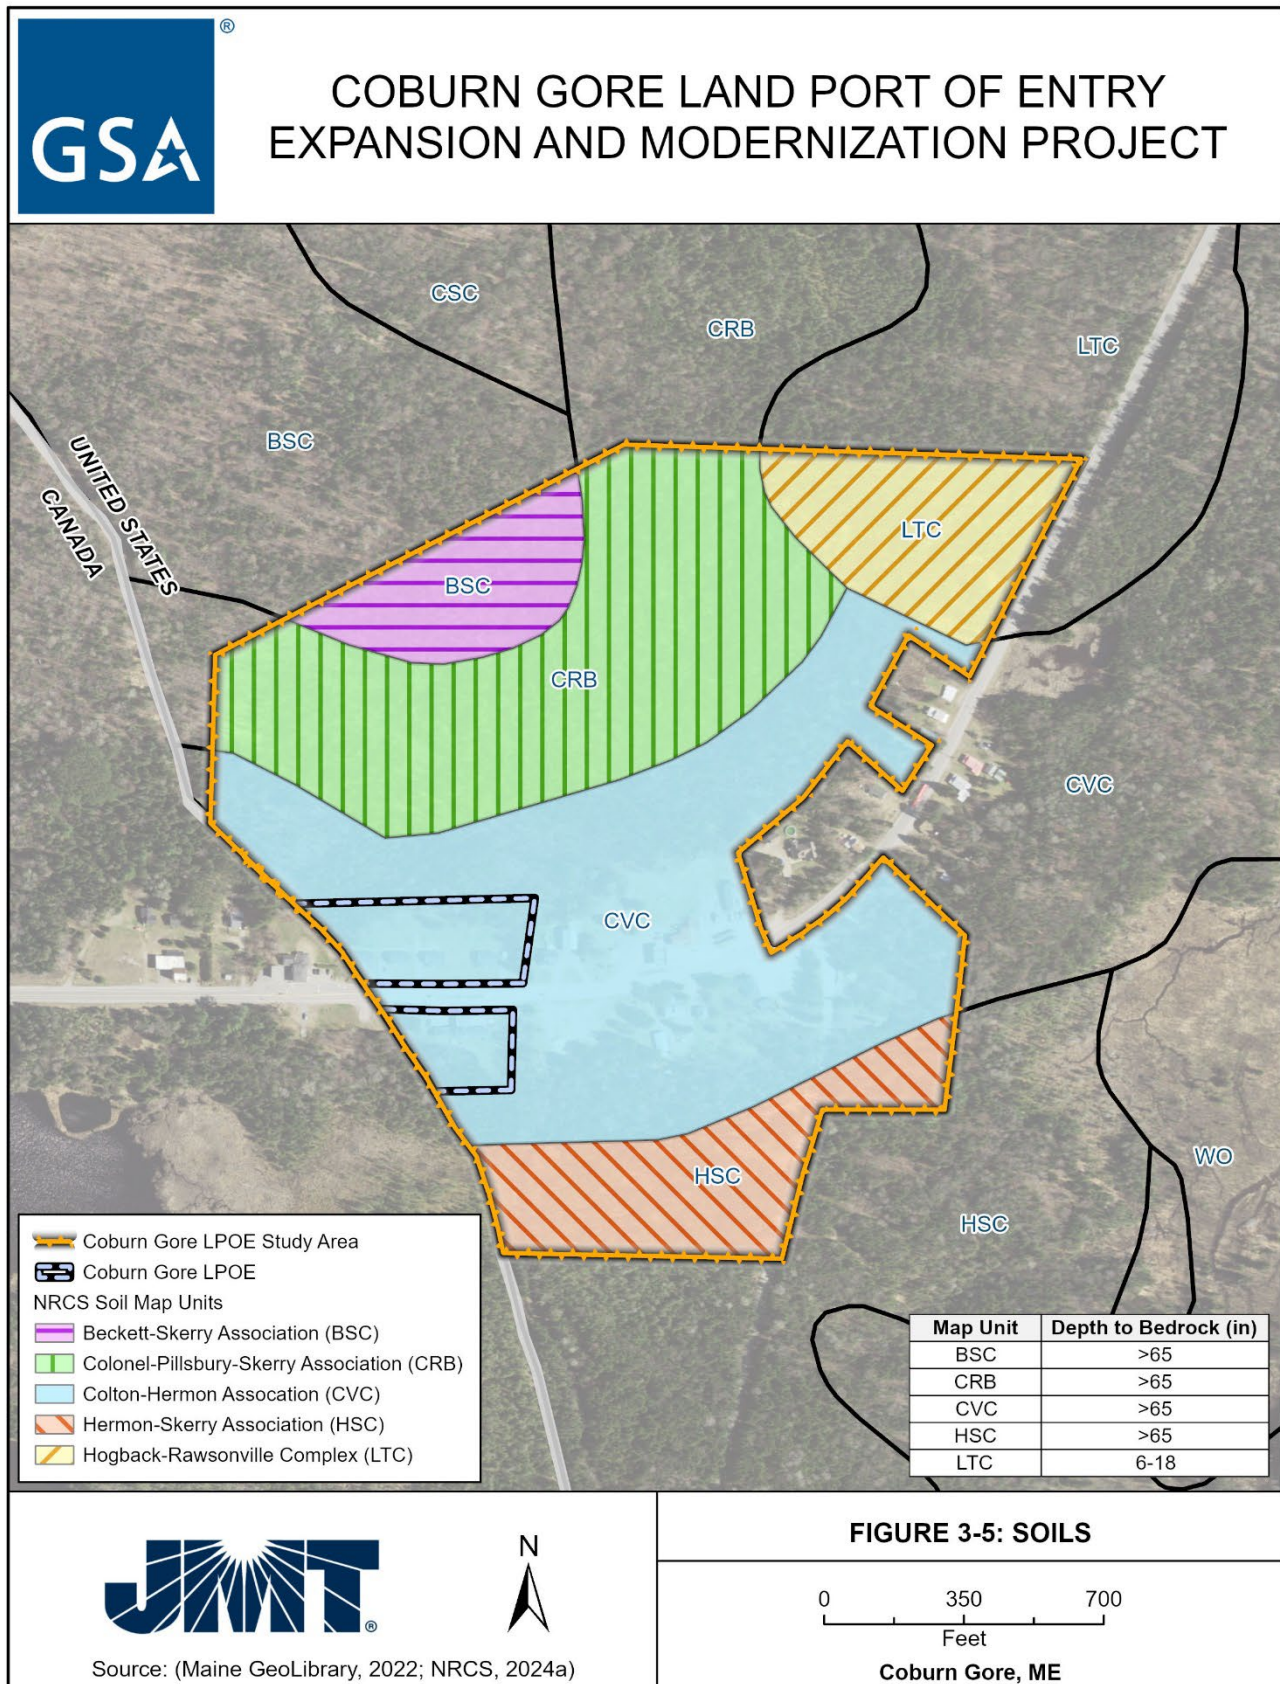 ®
GSA
COBURN GORE LAND PORT OF ENTRY
EXPANSION AND MODERNIZATION PROJECT
CSC
CRB
LTC
BSC
UNITED STATES
CANADA
LTC
BSC
CRB
CVC
CVC
HSC
WO
HSC
Coburn Gore LPOE Study Area
Coburn Gore LPOE
NRCS Soil Map Units
Beckett-Skerry Association (BSC)
Colonel-Pillsbury-Skerry Association (CRB)
Colton-Hermon Assocation (CVC)
Hermon-Skerry Association (HSC)
Hogback-Rawsonville Complex (LTC)
Map Unit Depth to Bedrock (in)
BSC >65
CRB >65
CVC >65
HSC >65
LTC 6-18
JMT®
N
Source: (Maine GeoLibrary, 2022; NRCS, 2024a)
FIGURE 3-5: SOILS
0 350 700
Feet
Coburn Gore, ME